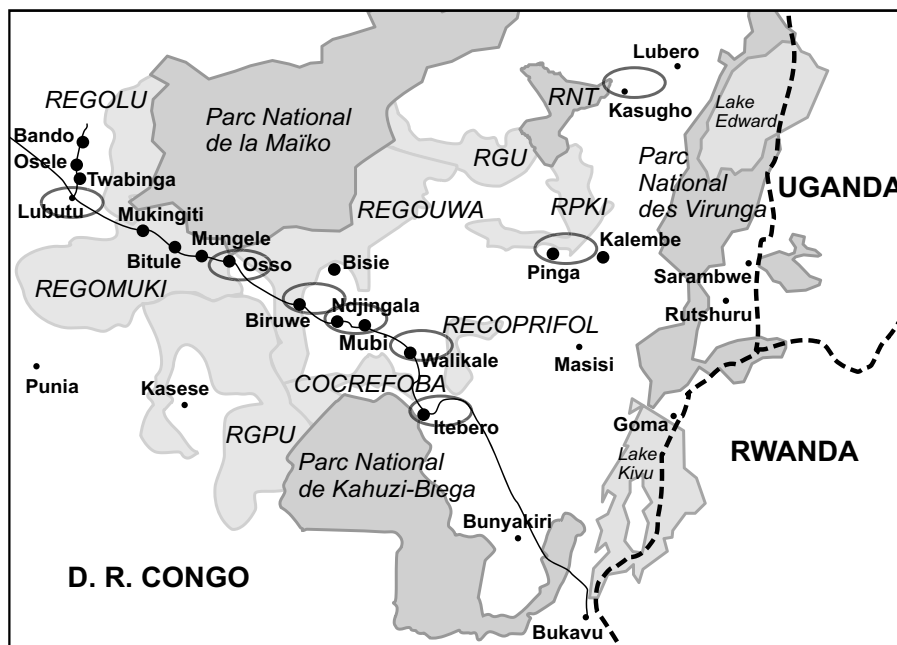 Lubero
REGOLU
RNT
Kasugho
Lake
Edward
Parc National
de la Maïko
Bando
Osele
Twabinga
RGU
Parc
National
des Virunga
UGANDA
Lubutu
Mukingiti
REGOUWA
RPKI
Kalembe
Mungele
Bitule
Osso
Bisie
Pinga
Sarambwe
REGOMUKI
Rutshuru
Ndjingala
Biruwe
RECOPRIFOL
Mubi
Walikale
Masisi
Punia
Kasese
COCREFOBA
Itebero
Goma
RGPU
RWANDA
Lake
Kivu
Parc National
de Kahuzi-Biega
Bunyakiri
D. R. CONGO
Bukavu